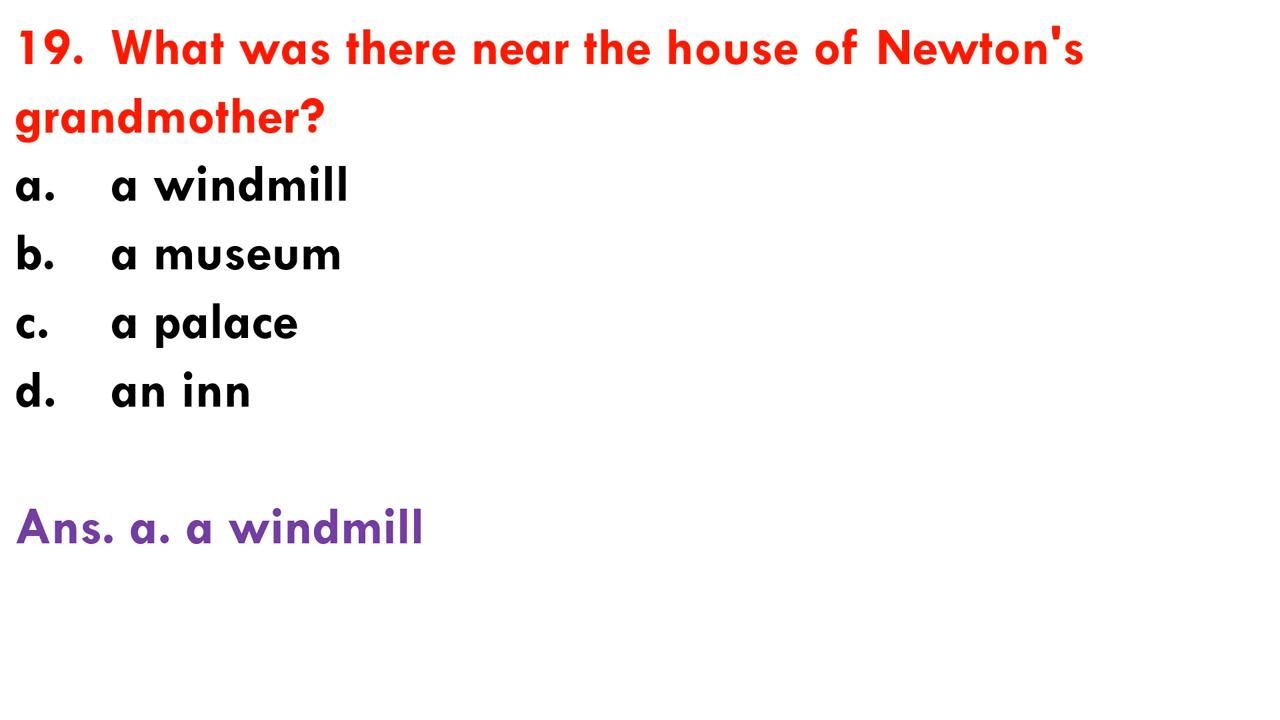 19. What was there near the house of Newton's
grandmother?
a. a windmill
b. a museum
c. a palace
d. an inn
Ans. a. a windmill